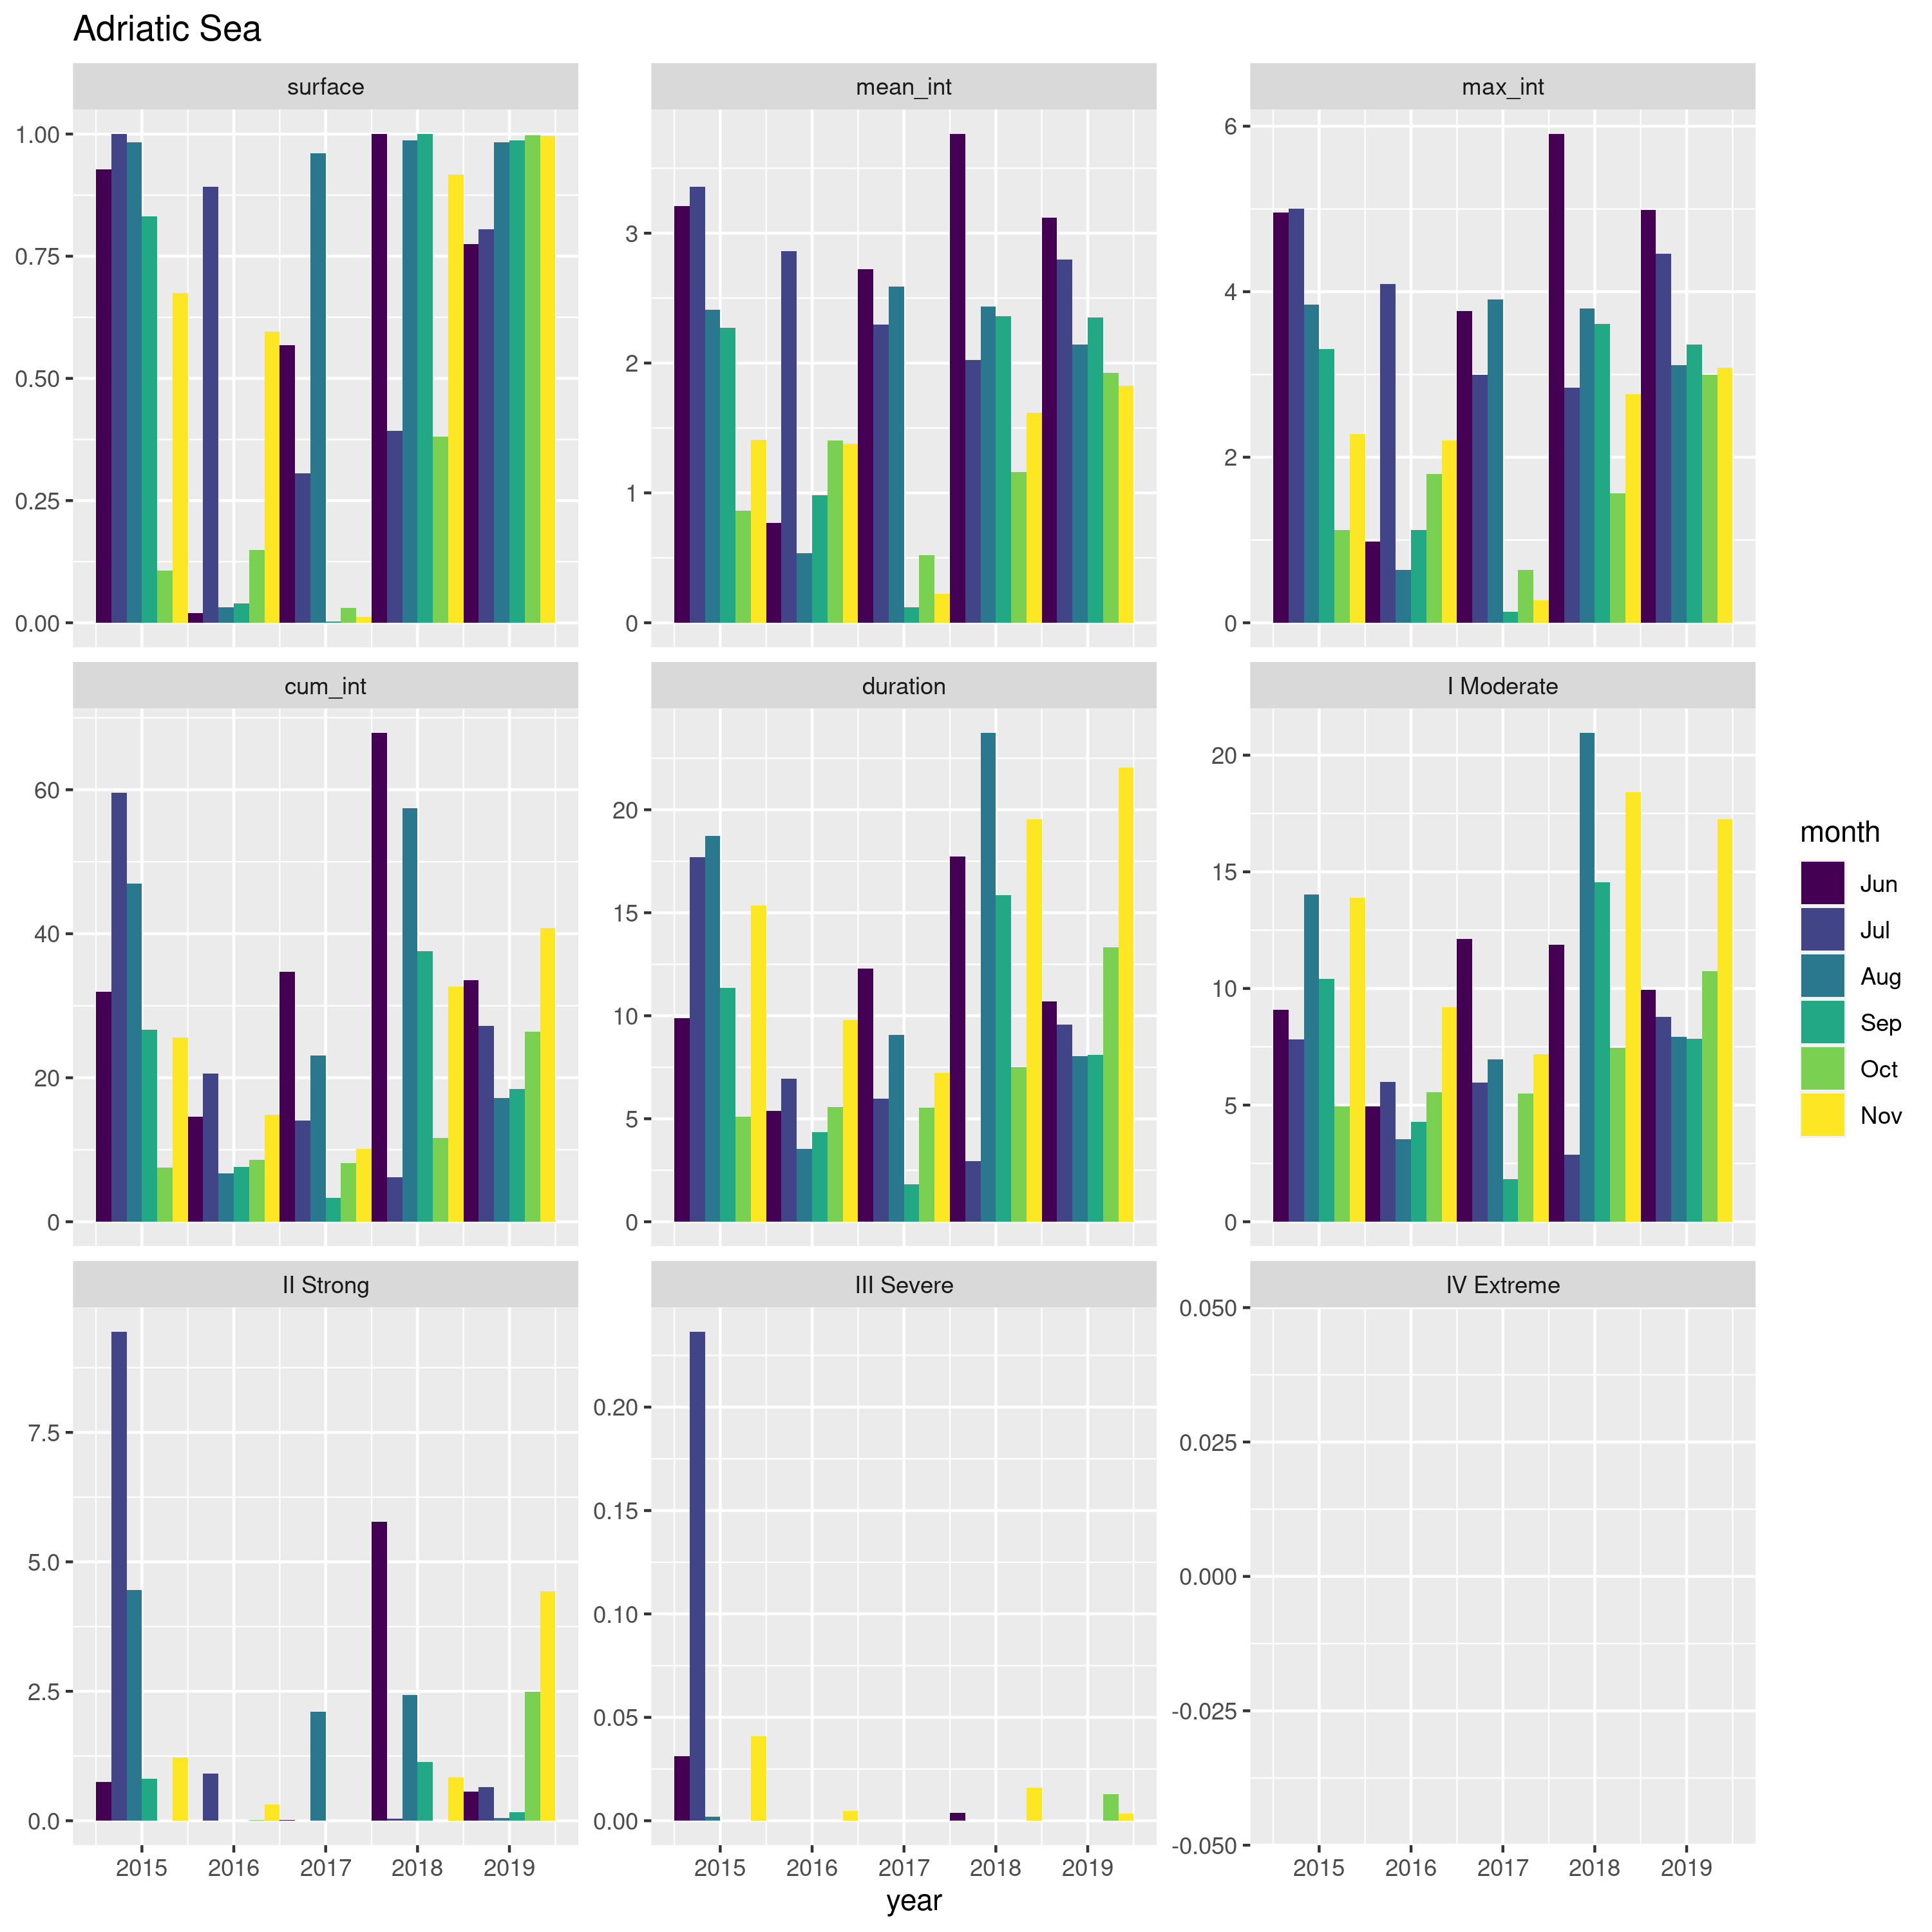 Adriatic Sea
surface
mean_int
max_int
1.00
0.75
0.50
0.25
0.00
3
2
1
0
6
4
2
0
cum_int
duration
I Moderate
60
40
20
0
20
15
10
5
0
20
15
10
5
0
month
Jun
Jul
Aug
Sep
Oct
Nov
II Strong
III Severe
IV Extreme
7.5
5.0
2.5
0.0
0.20
0.15
0.10
0.05
0.00
0.050
0.025
0.000
-0.025
-0.050
2015 2016 2017 2018 2019
2015 2016 2017 2018 2019
2015 2016 2017 2018 2019
year